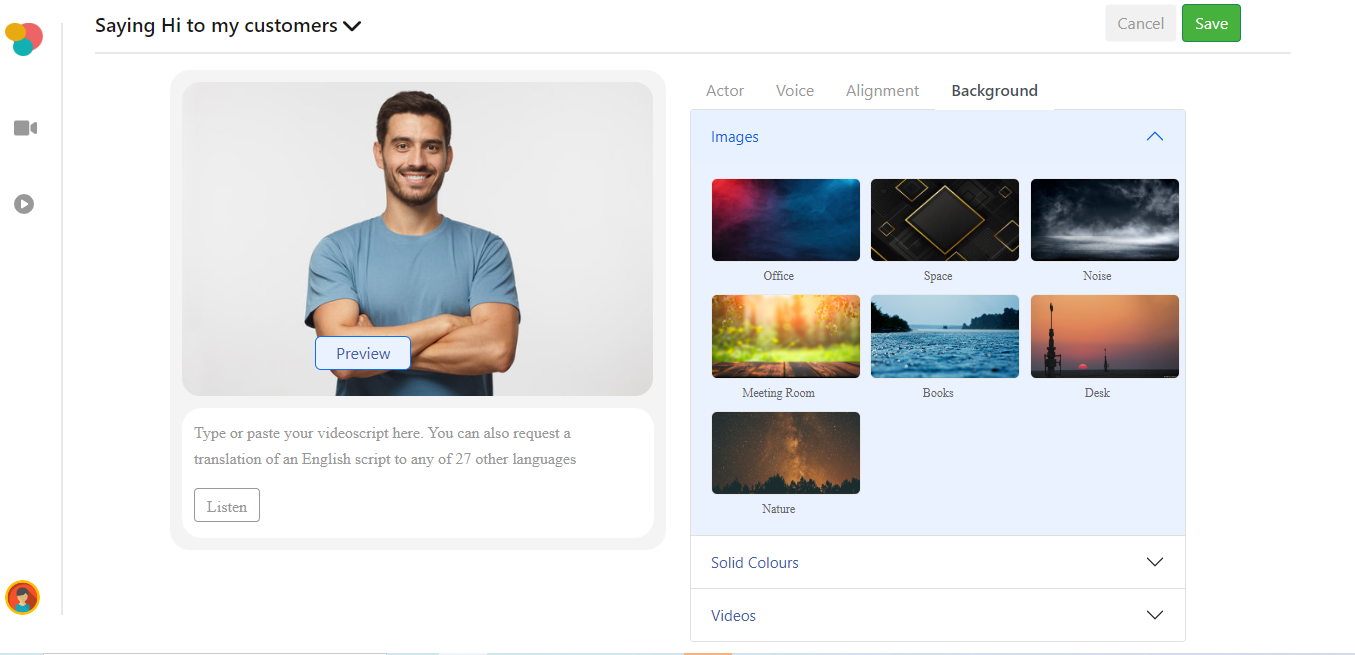 Saying Hi to my customers
Cancel
Save
Actor
Voice
Alignment
Background
Images
Office
Space
Noise
Meeting Room
Books
Desk
Nature
Solid Colours
Videos
Preview
Type or paste your videoscript here. You can also request a
translation of an English script to any of 27 other languages
Listen